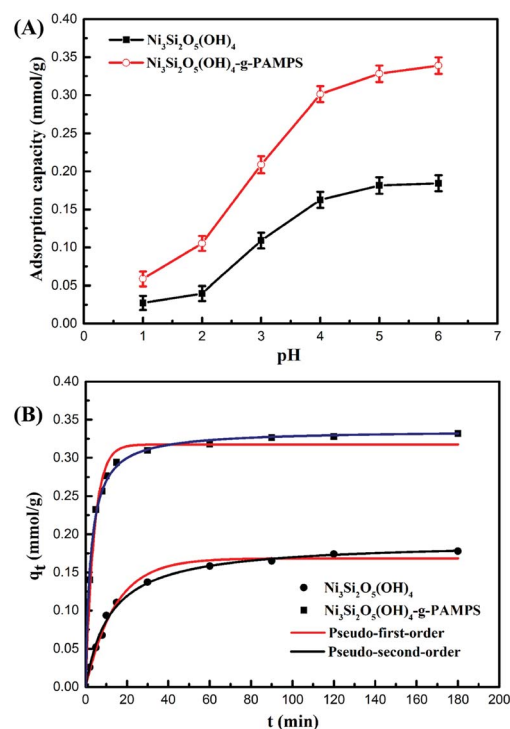 (A)
Ni3Si2O5(OH)4
Ni3Si2O5(OH)4-g-PAMPS
Adsorption capacity (mmol/g)
0.40
0.35
0.30
0.25
0.20
0.15
0.10
0.05
0.00
0 1 2 3 4 5 6 7
pH
(B)
qt (mmol/g)
0.40
0.35
0.30
0.25
0.20
0.15
0.10
0.05
0.00
Ni3Si2O5(OH)4
Ni3Si2O5(OH)4-g-PAMPS
Pseudo-first-order
Pseudo-second-order
0 20 40 60 80 100 120 140 160 180 200
t (min)